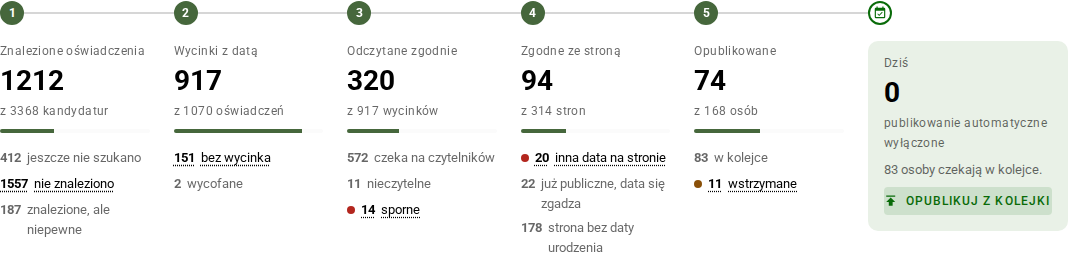 1
Znalezione oświadczenia
1212
z 3368 kandydatur
412 jeszcze nie szukano
1557 nie znaleziono
187 znalezione, ale
niepewne
2
Wycinki z datą
917
z 1070 oświadczeń
151 bez wycinka
2 wycofane
3
Odczytane zgodnie
320
z 917 wycinków
572 czeka na czytelników
11 nieczytelne
14 sporne
4
Zgodne ze stroną
94
z 314 stron
20 inna data na stronie
22 już publiczne, data się
zgadza
178 strona bez daty
urodzenia
5
Opublikowane
74
z 168 osób
83 w kolejce
11 wstrzymane
Dziś
0
publikowanie automatyczne
wyłączone
83 osoby czekają w kolejce.
OPUBLIKUJ Z KOLEJKI